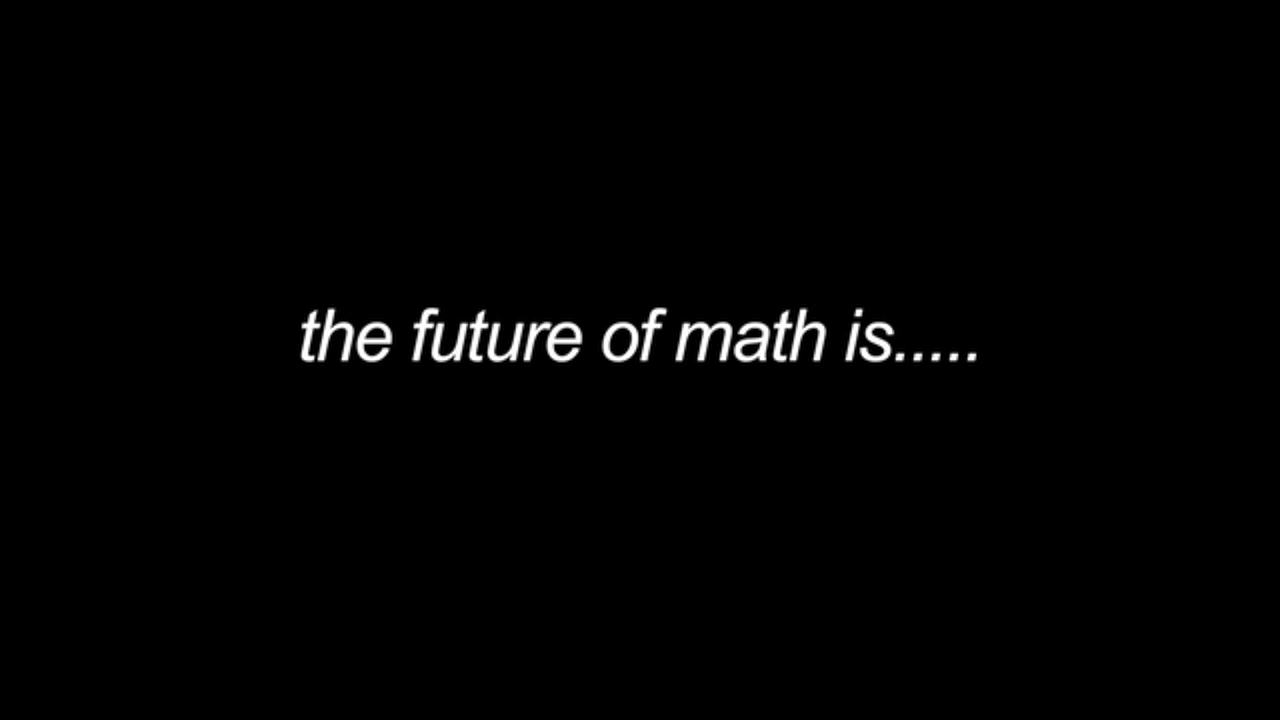 the future of math is.....